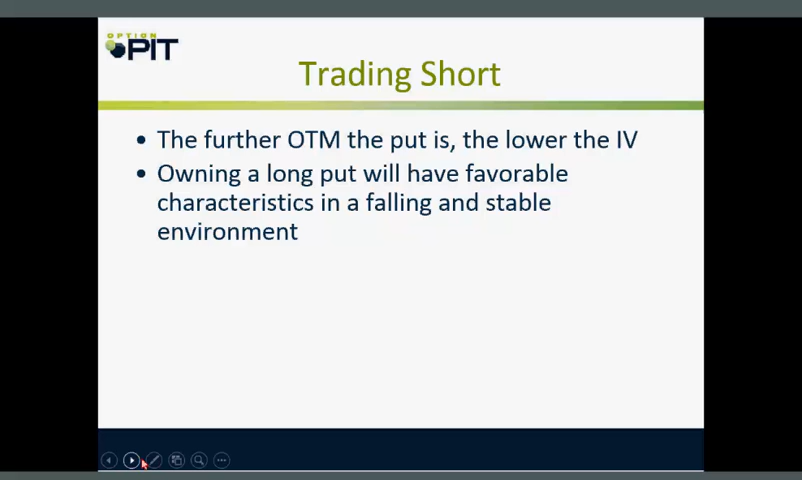 OPTION
PIT
Trading Short
• The further OTM the put is, the lower the IV
• Owning a long put will have favorable
characteristics in a falling and stable
environment